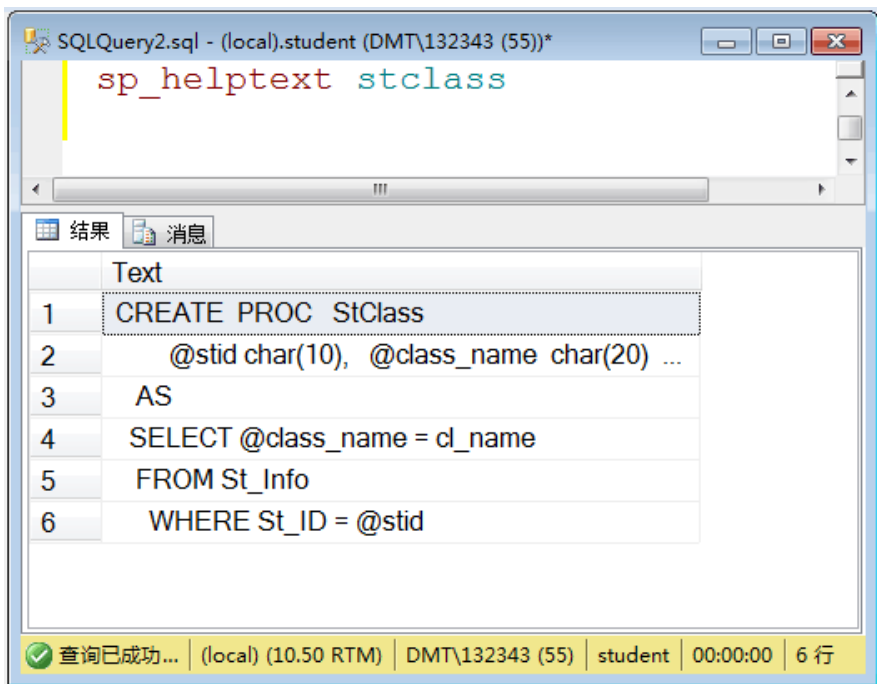 SQLQuery2.sql - (local).student (DMT\132343 (55))*
sp_helptext stclass
结果 消息
Text
1 CREATE PROC StClass
2 @stid char(10), @class_name char(20) ...
3 AS
4 SELECT @class_name = cl_name
5 FROM St_Info
6 WHERE St_ID = @stid
查询已成功... (local) (10.50 RTM) DMT\132343 (55) student 00:00:00 6 行